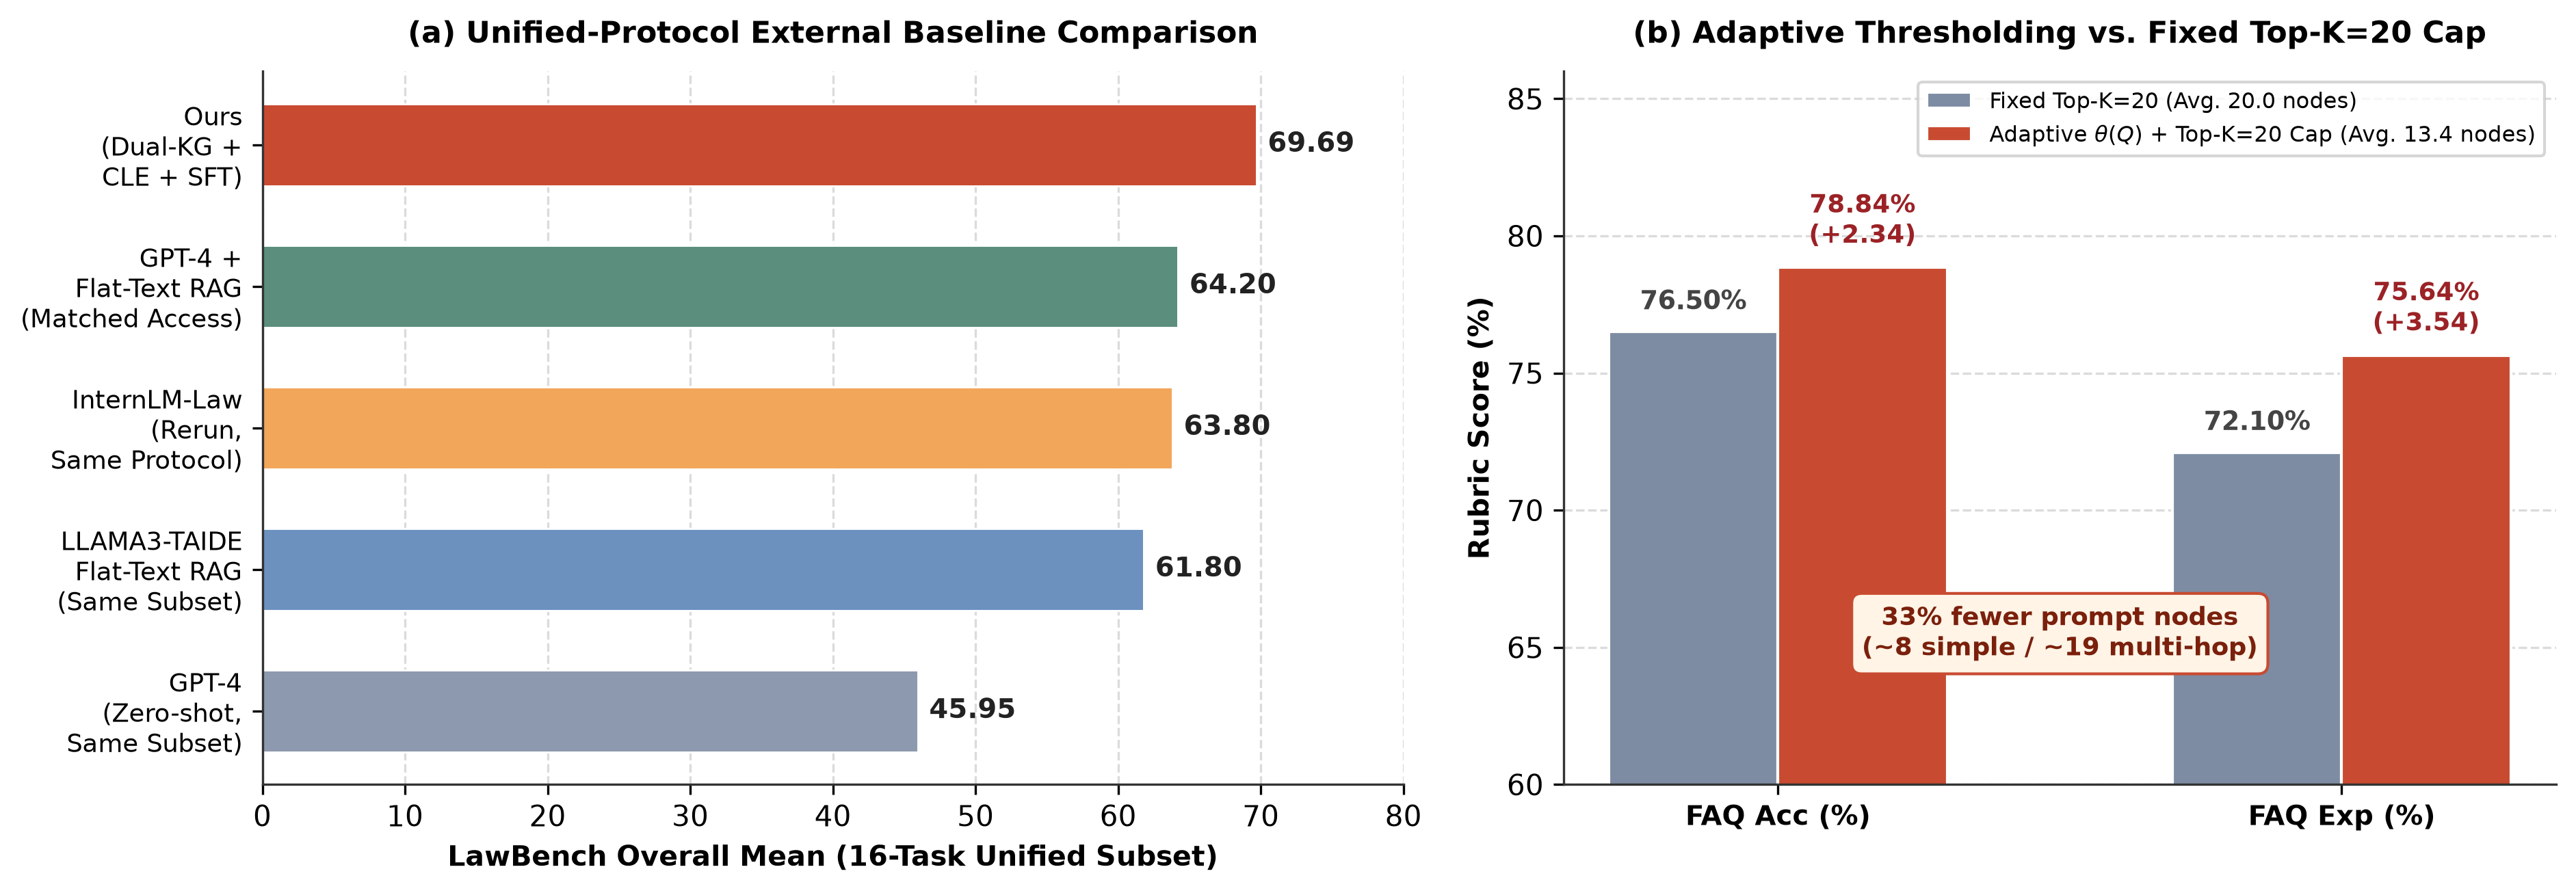 (a) Unified-Protocol External Baseline Comparison
Ours
(Dual-KG +
CLE + SFT)
69.69
GPT-4 +
Flat-Text RAG
(Matched Access)
64.20
InternLM-Law
(Rerun,
Same Protocol)
63.80
LLAMA3-TAIDE
Flat-Text RAG
(Same Subset)
61.80
GPT-4
(Zero-shot,
Same Subset)
45.95
0 10 20 30 40 50 60 70 80
LawBench Overall Mean (16-Task Unified Subset)
(b) Adaptive Thresholding vs. Fixed Top-K=20 Cap
Fixed Top-K=20 (Avg. 20.0 nodes)
Adaptive θ(Q) + Top-K=20 Cap (Avg. 13.4 nodes)
Rubric Score (%)
85
80
75
70
65
60
76.50%
78.84%
(+2.34)
72.10%
75.64%
(+3.54)
33% fewer prompt nodes
(~8 simple / ~19 multi-hop)
FAQ Acc (%)
FAQ Exp (%)